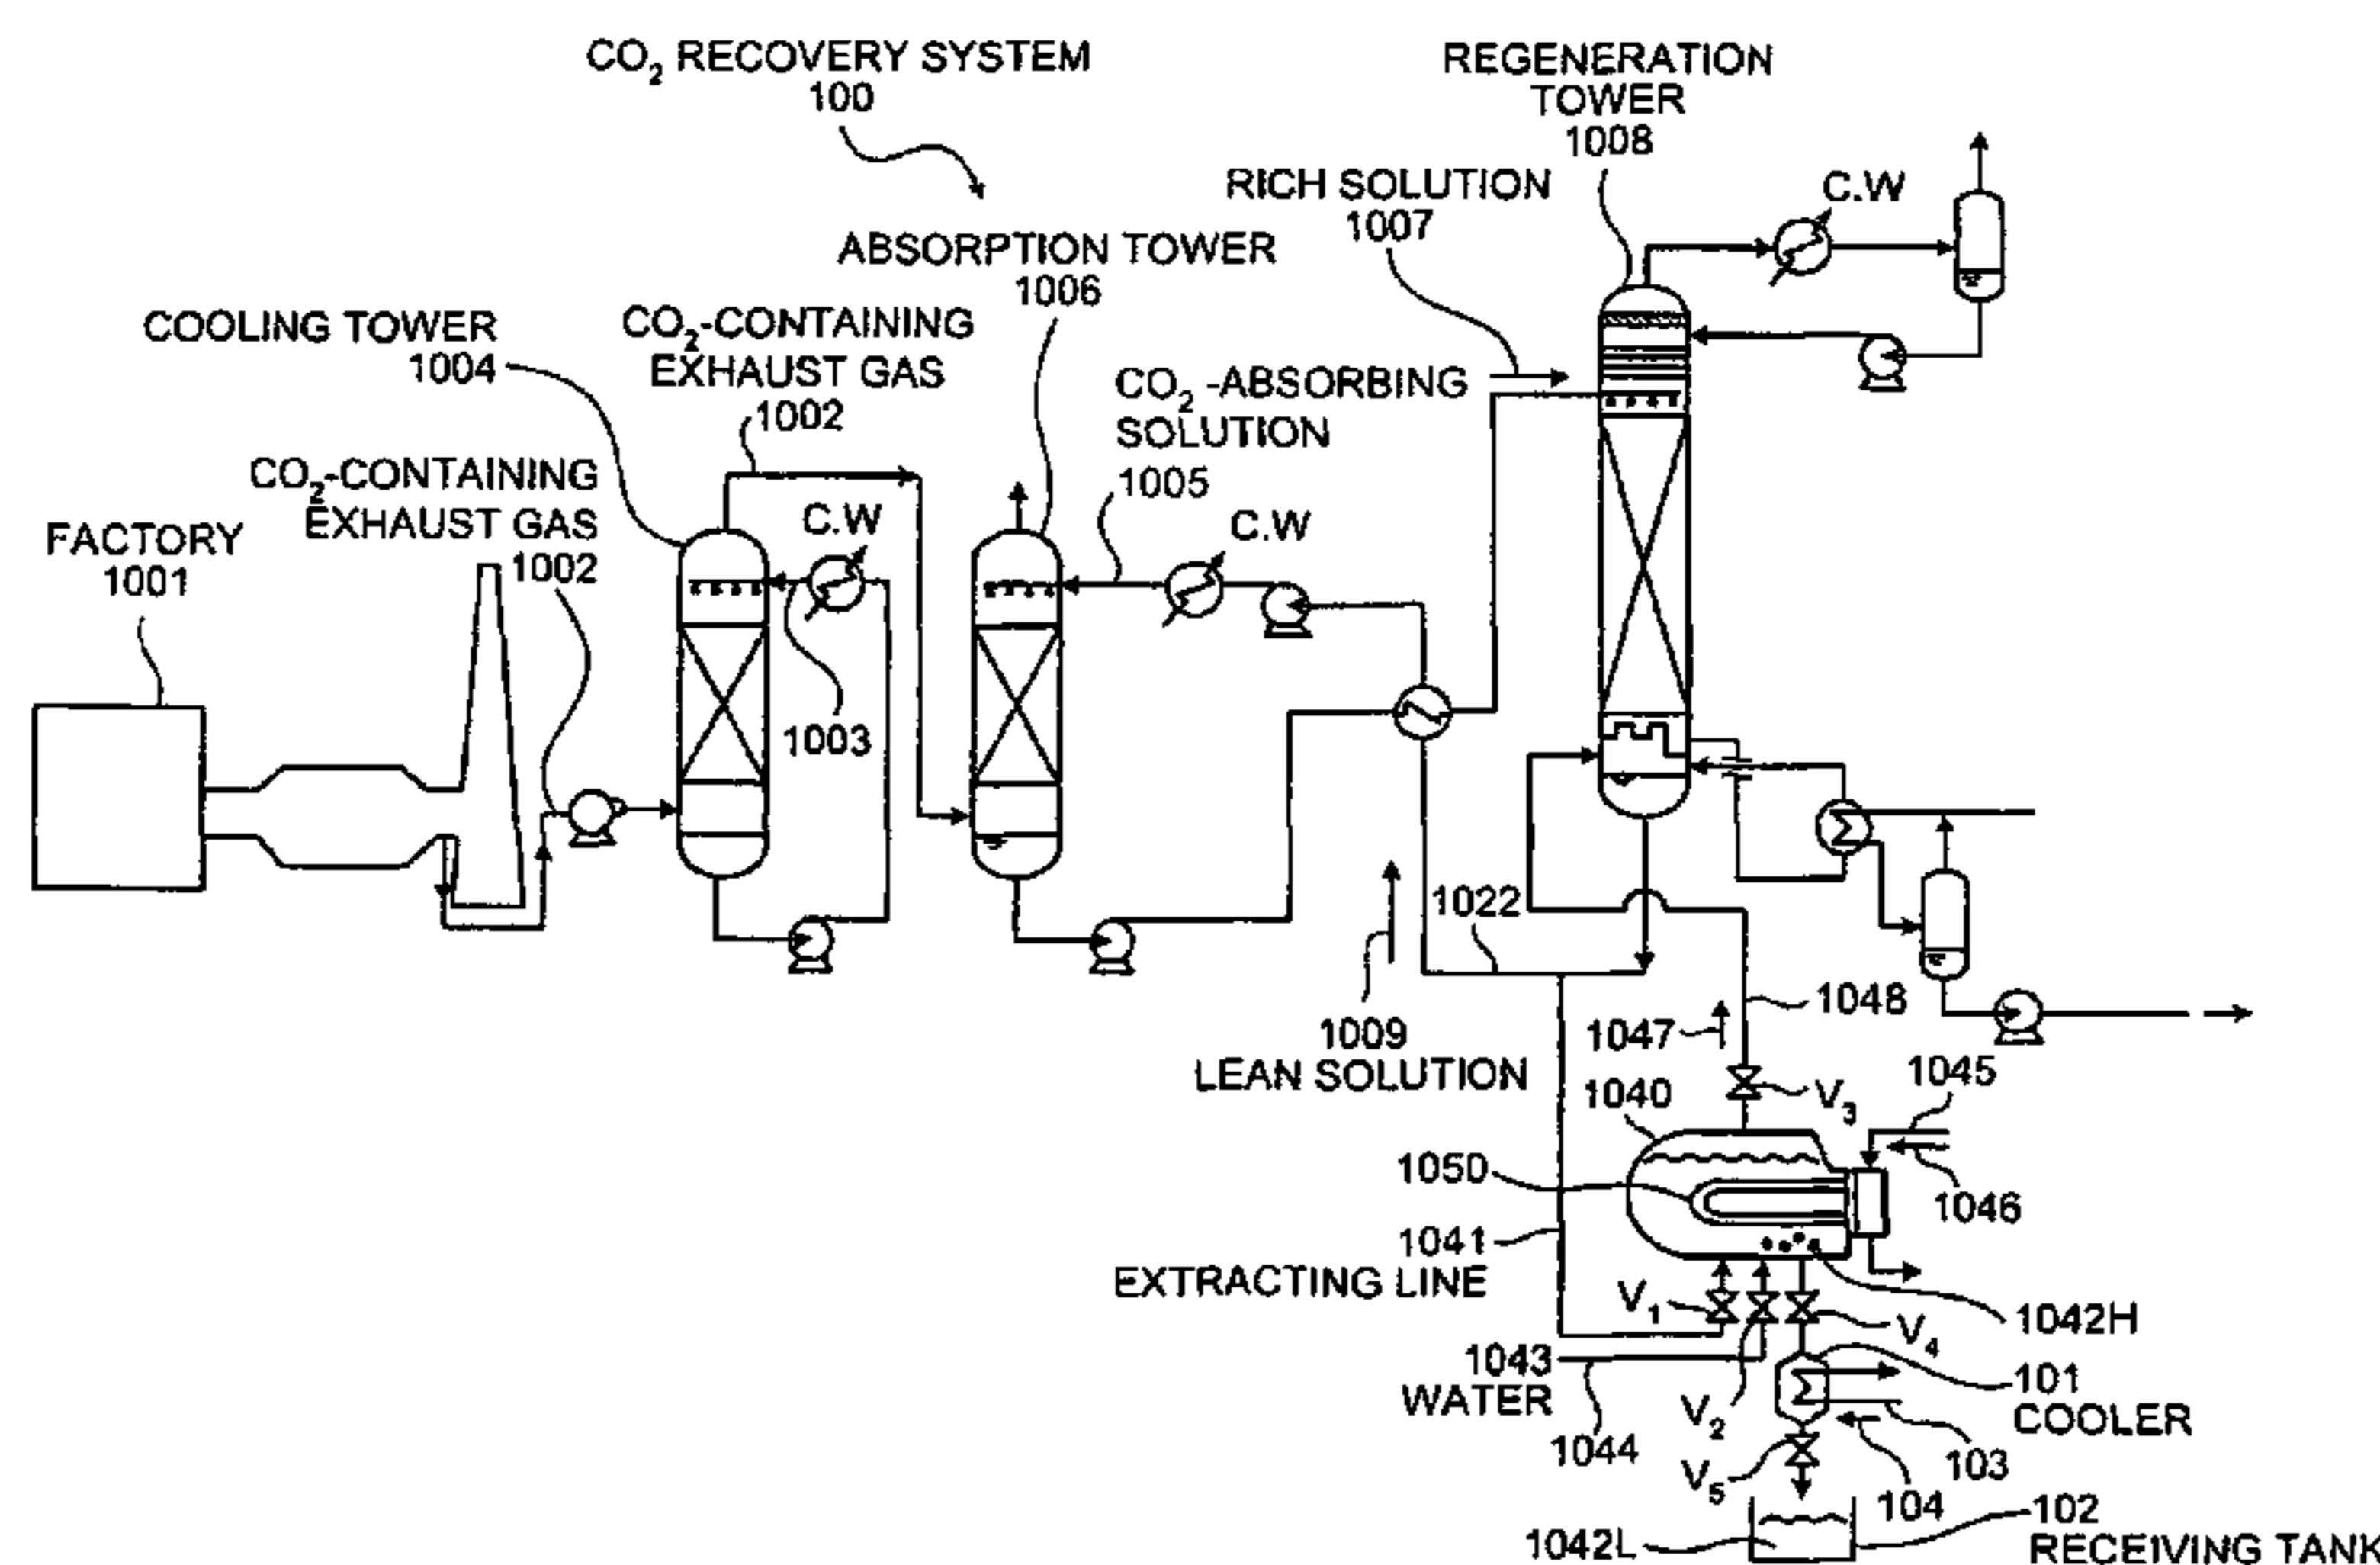 CO2 RECOVERY SYSTEM
100
REGENERATION
TOWER
1008
RICH SOLUTION
1007
C.W
ABSORPTION TOWER
1006
COOLING TOWER
1004
CO2-CONTAINING
EXHAUST GAS
1002
CO2-ABSORBING
SOLUTION
1005
CO2-CONTAINING
EXHAUST GAS
1002
C.W
C.W
FACTORY
1001
1003
1022
1009
LEAN SOLUTION
1048
1047
1045
1040
V3
1050
1046
1041
EXTRACTING LINE
V1
1042H
V4
1043
WATER
101
COOLER
V2
1044
103
V5
104
102
RECEIVING TANK
1042L